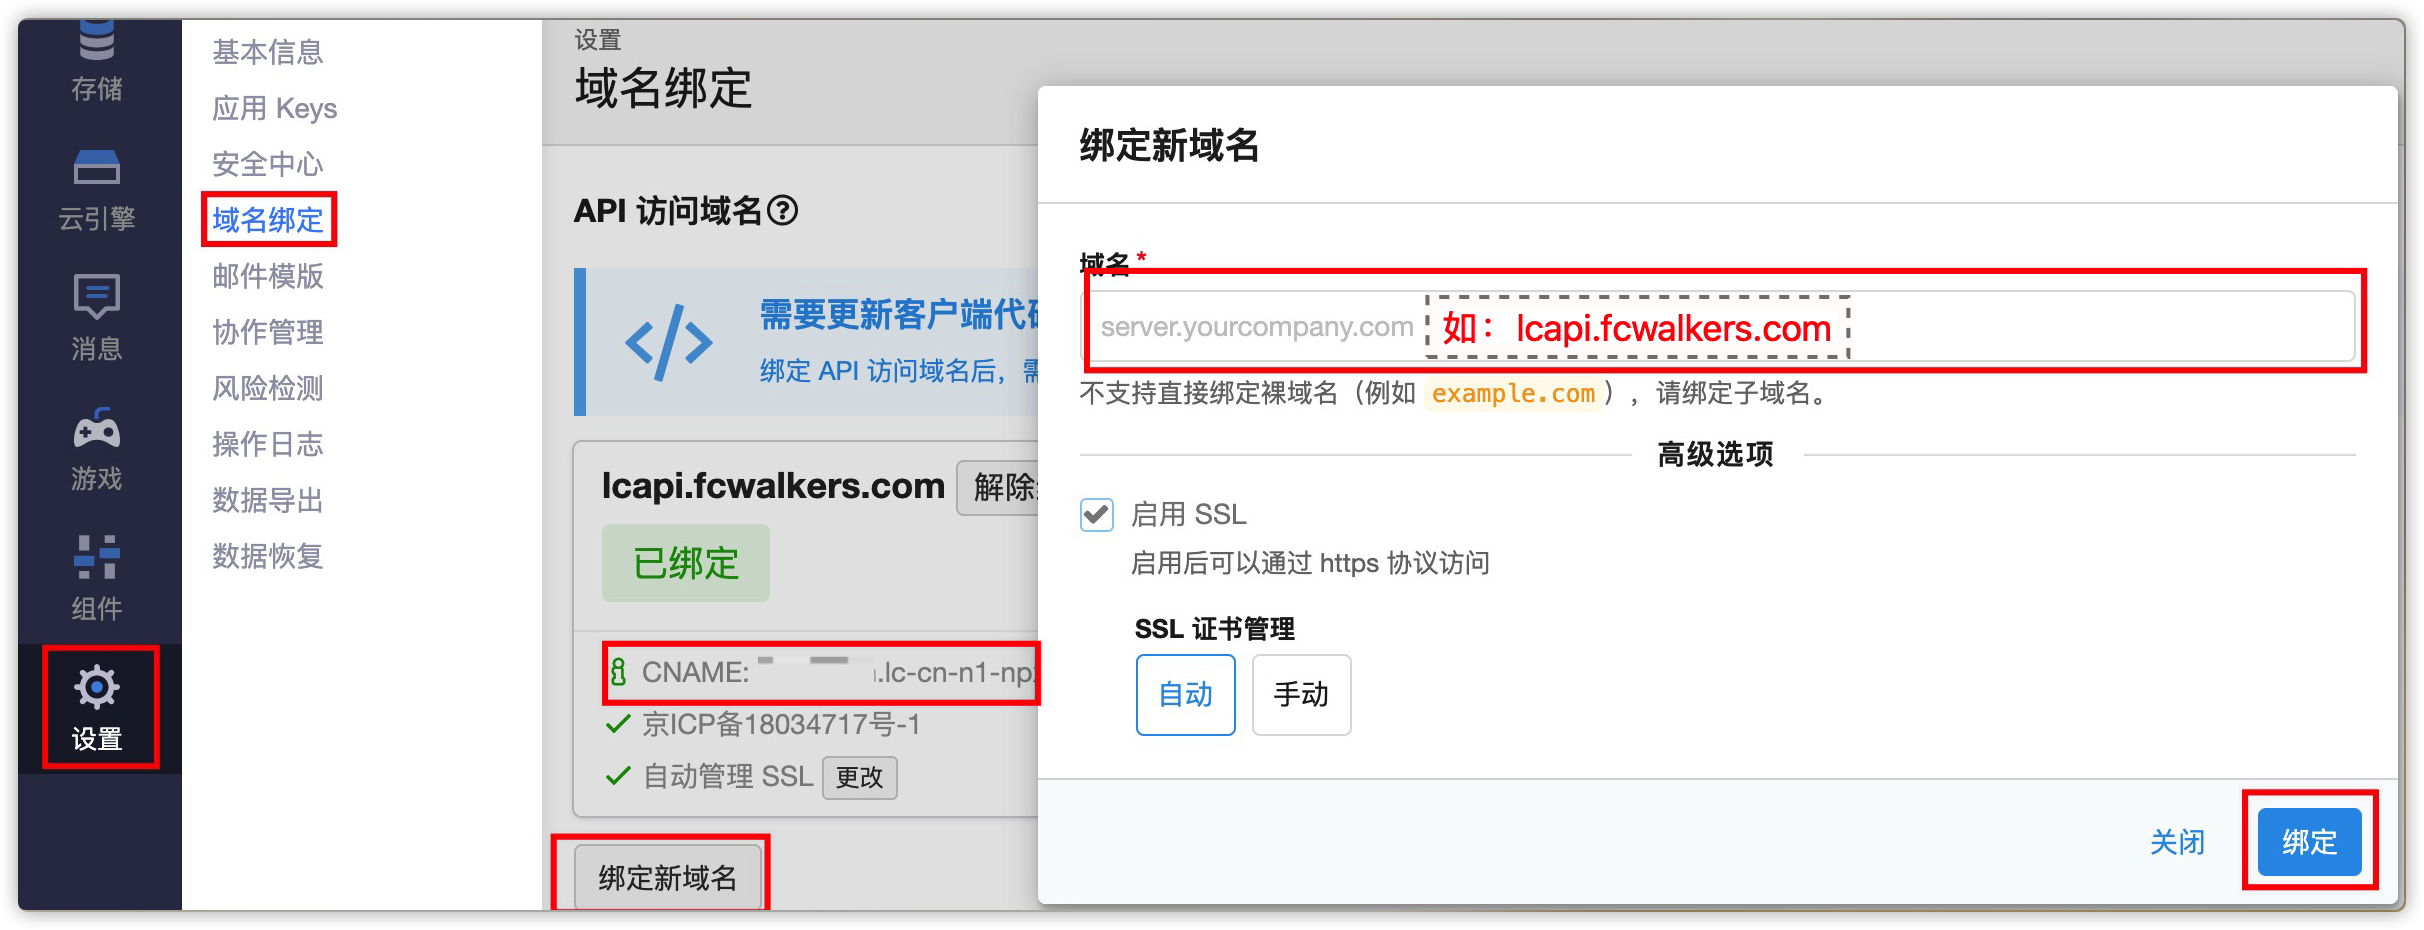 存储
云引擎
消息
游戏
组件
设置
基本信息
应用 Keys
安全中心
域名绑定
邮件模版
协作管理
风险检测
操作日志
数据导出
数据恢复
设置
域名绑定
API 访问域名?
</>
需要更新客户端代码
绑定 API 访问域名后，需
lcapi.fcwalkers.com
解除
已绑定
CNAME:
.lc-cn-n1-np
京ICP备18034717号-1
自动管理 SSL 更改
绑定新域名
绑定新域名
域名*
server.yourcompany.com 如：lcapi.fcwalkers.com
不支持直接绑定裸域名（例如 example.com），请绑定子域名。
高级选项
启用 SSL
启用后可以通过 https 协议访问
SSL 证书管理
自动 手动
关闭 绑定